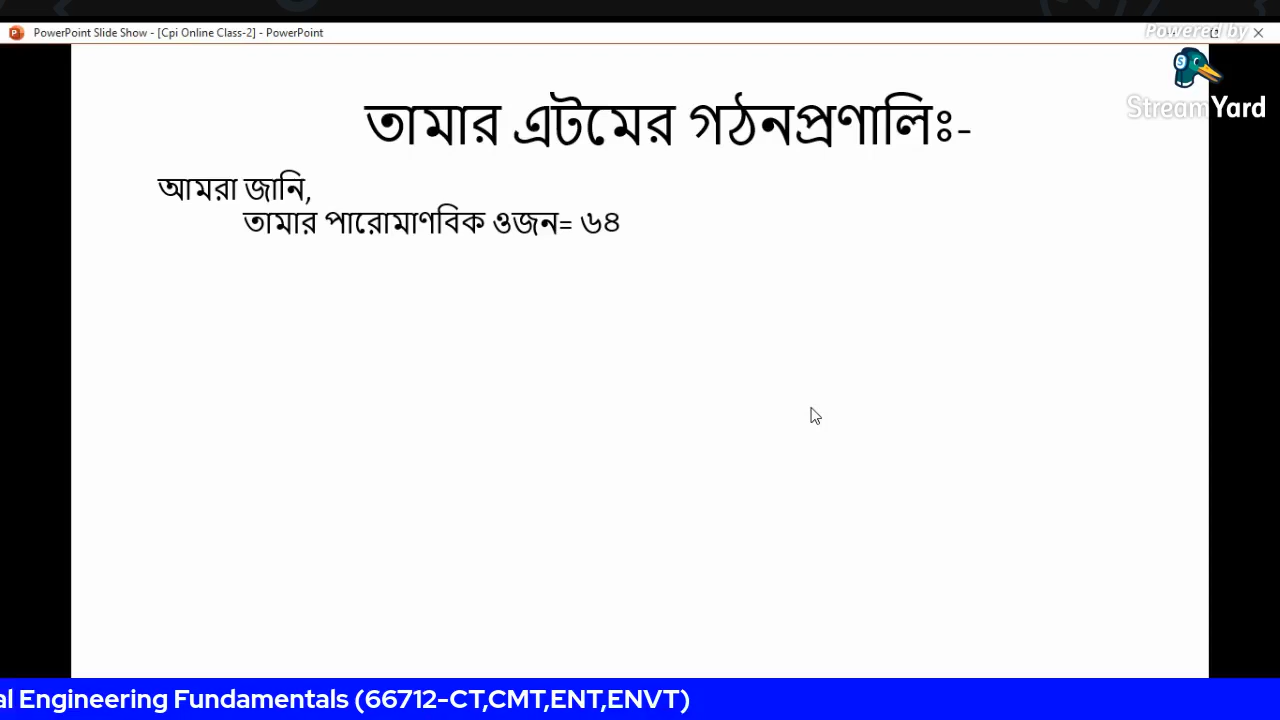 PowerPoint Slide Show - [Cpi Online Class-2] - PowerPoint
Powered by
StreamYard
তামার এটমের গঠনপ্রণালিঃ-
আমরা জানি,
তামার পারোমাণবিক ওজন= ৬৪
al Engineering Fundamentals (66712-CT,CMT,ENT,ENVT)